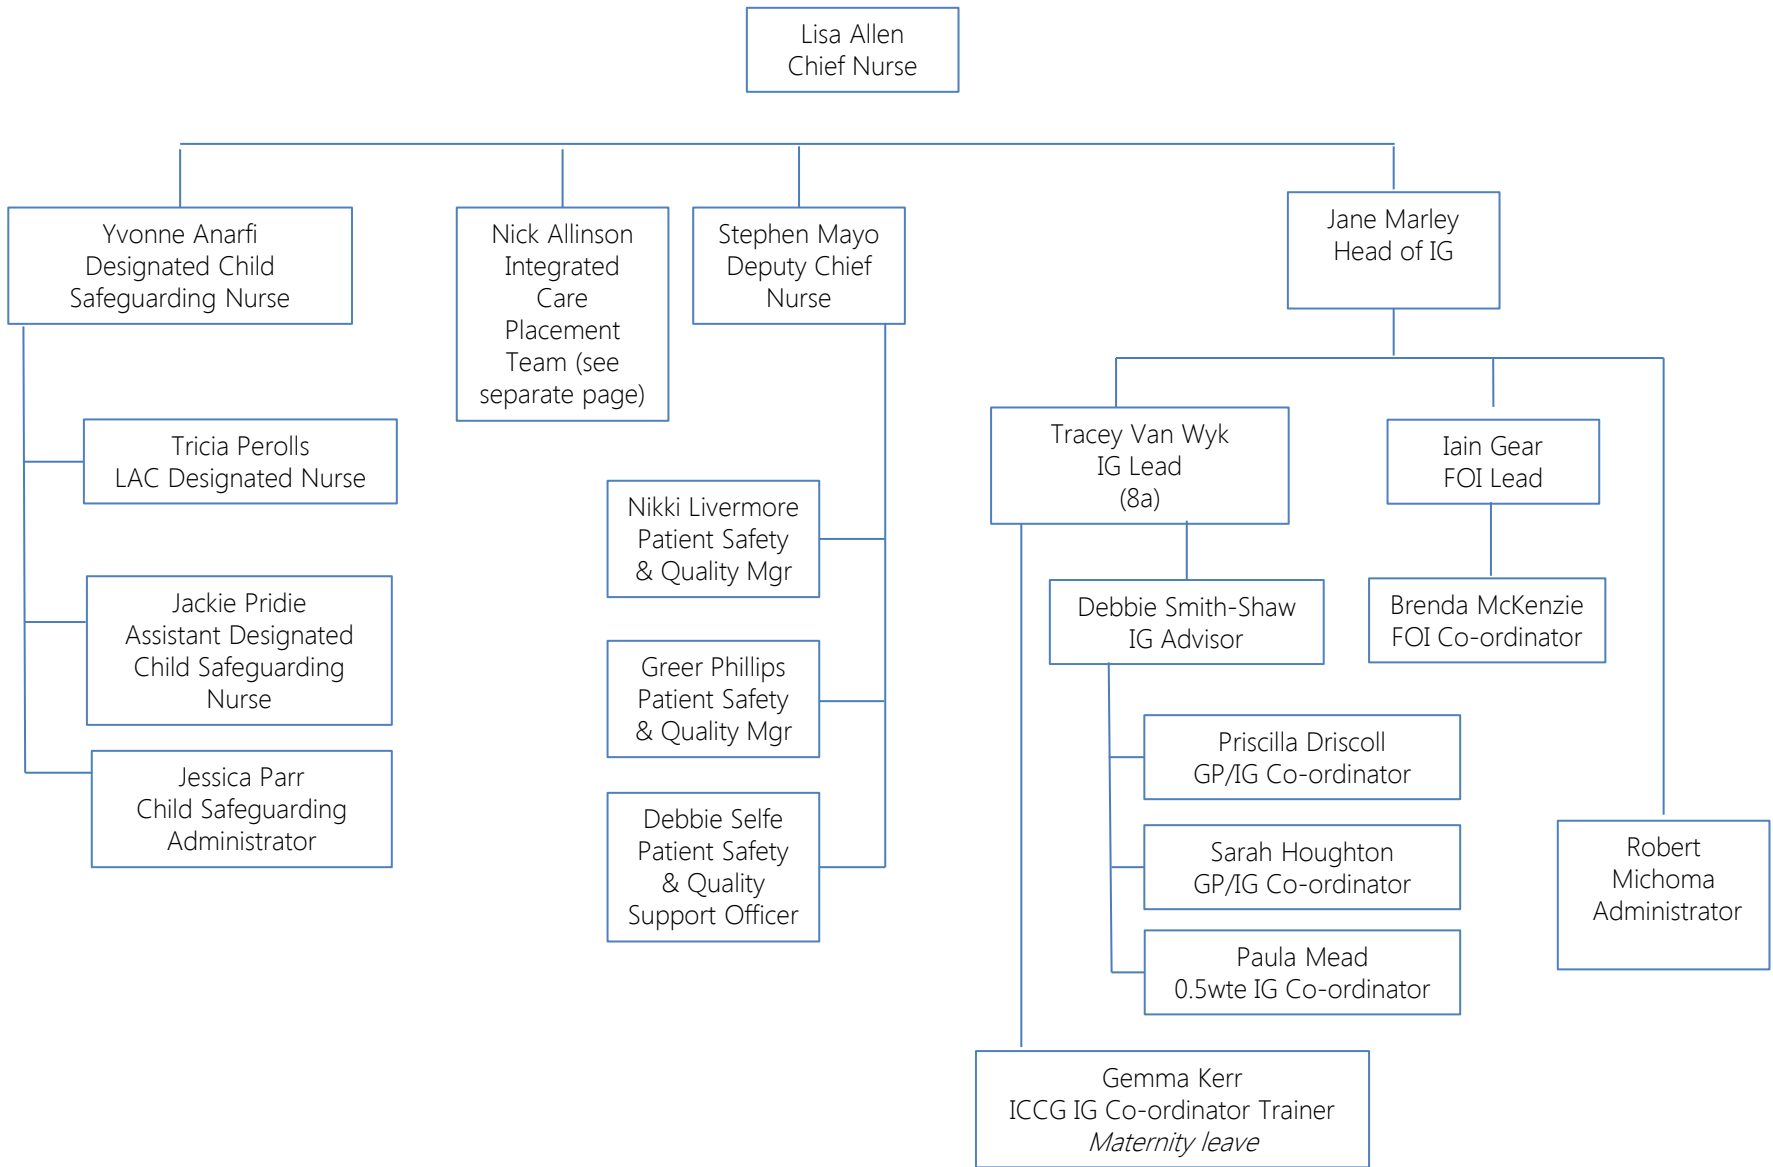 Lisa Allen
Chief Nurse
Yvonne Anarfi
Designated Child
Safeguarding Nurse
Nick Allinson
Integrated
Care
Placement
Team (see
separate page)
Stephen Mayo
Deputy Chief
Nurse
Jane Marley
Head of IG
Tricia Perolls
LAC Designated Nurse
Jackie Pridie
Assistant Designated
Child Safeguarding
Nurse
Jessica Parr
Child Safeguarding
Administrator
Nikki Livermore
Patient Safety
& Quality Mgr
Greer Phillips
Patient Safety
& Quality Mgr
Debbie Selfe
Patient Safety
& Quality
Support Officer
Tracey Van Wyk
IG Lead
(8a)
Iain Gear
FOI Lead
Debbie Smith-Shaw
IG Advisor
Brenda McKenzie
FOI Co-ordinator
Priscilla Driscoll
GP/IG Co-ordinator
Sarah Houghton
GP/IG Co-ordinator
Paula Mead
0.5wte IG Co-ordinator
Robert
Michoma
Administrator
Gemma Kerr
ICCG IG Co-ordinator Trainer
Maternity leave